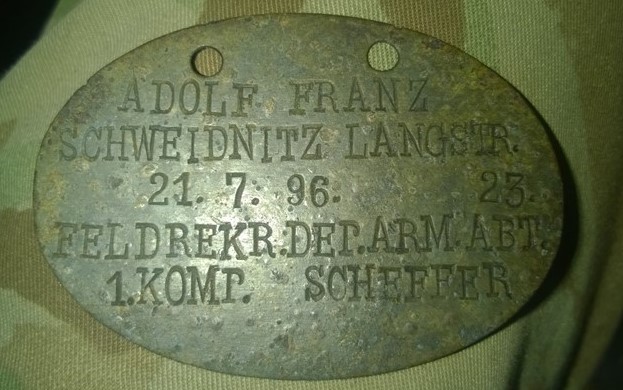 ADOLF FRANZ
SCHWEIDNITZ LANGSTR.
21. 7. 96. 23.
FELDREKR.DEP.ARM.ABT.
1.KOMP. SCHEFFER